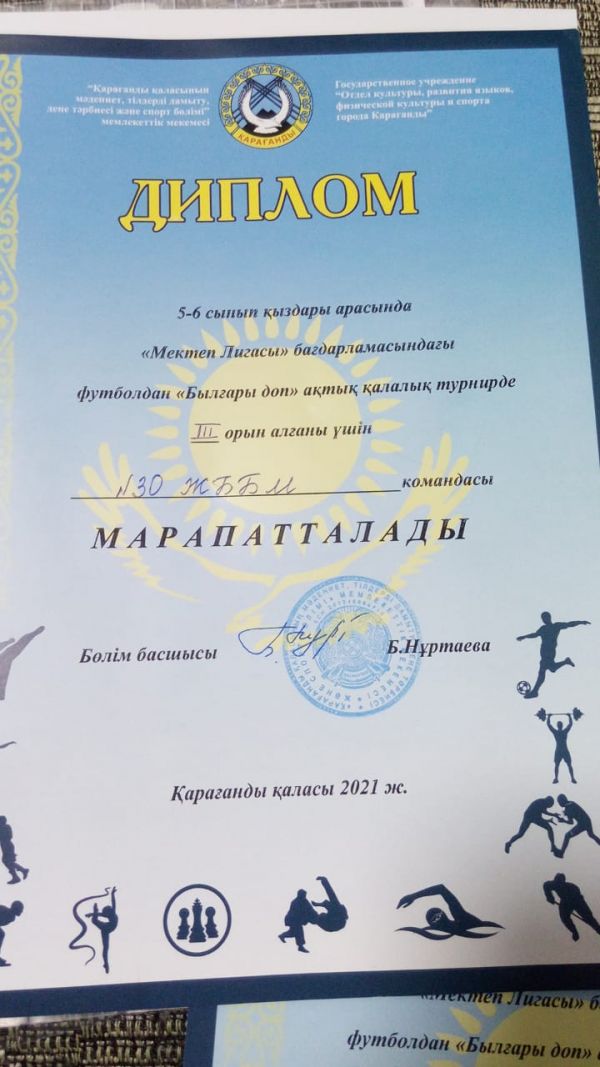 "Қарағанды қаласының
мәдениет, тілдерді дамыту,
дене тәрбиесі және спорт бөлімі"
мемлекеттік мекемесі
Государственное учреждение
"Отдел культуры, развития языков,
физической культуры и спорта
города Караганды"
ҚАРАҒАНДЫ
ДИПЛОМ
5-6 сынып қыздары арасында
«Мектеп Лигасы» бағдарламасындағы
футболдан «Былғары доп» ақтық қалалық турнирде
III орын алғаны үшін
№30 ЖББМ командасы
МАРАПАТТАЛАДЫ
Бөлім басшысы Б.Нұртаева
Қарағанды қаласы 2021 ж.
«Мектеп Лигасы» б
футболдан «Былғары доп» а